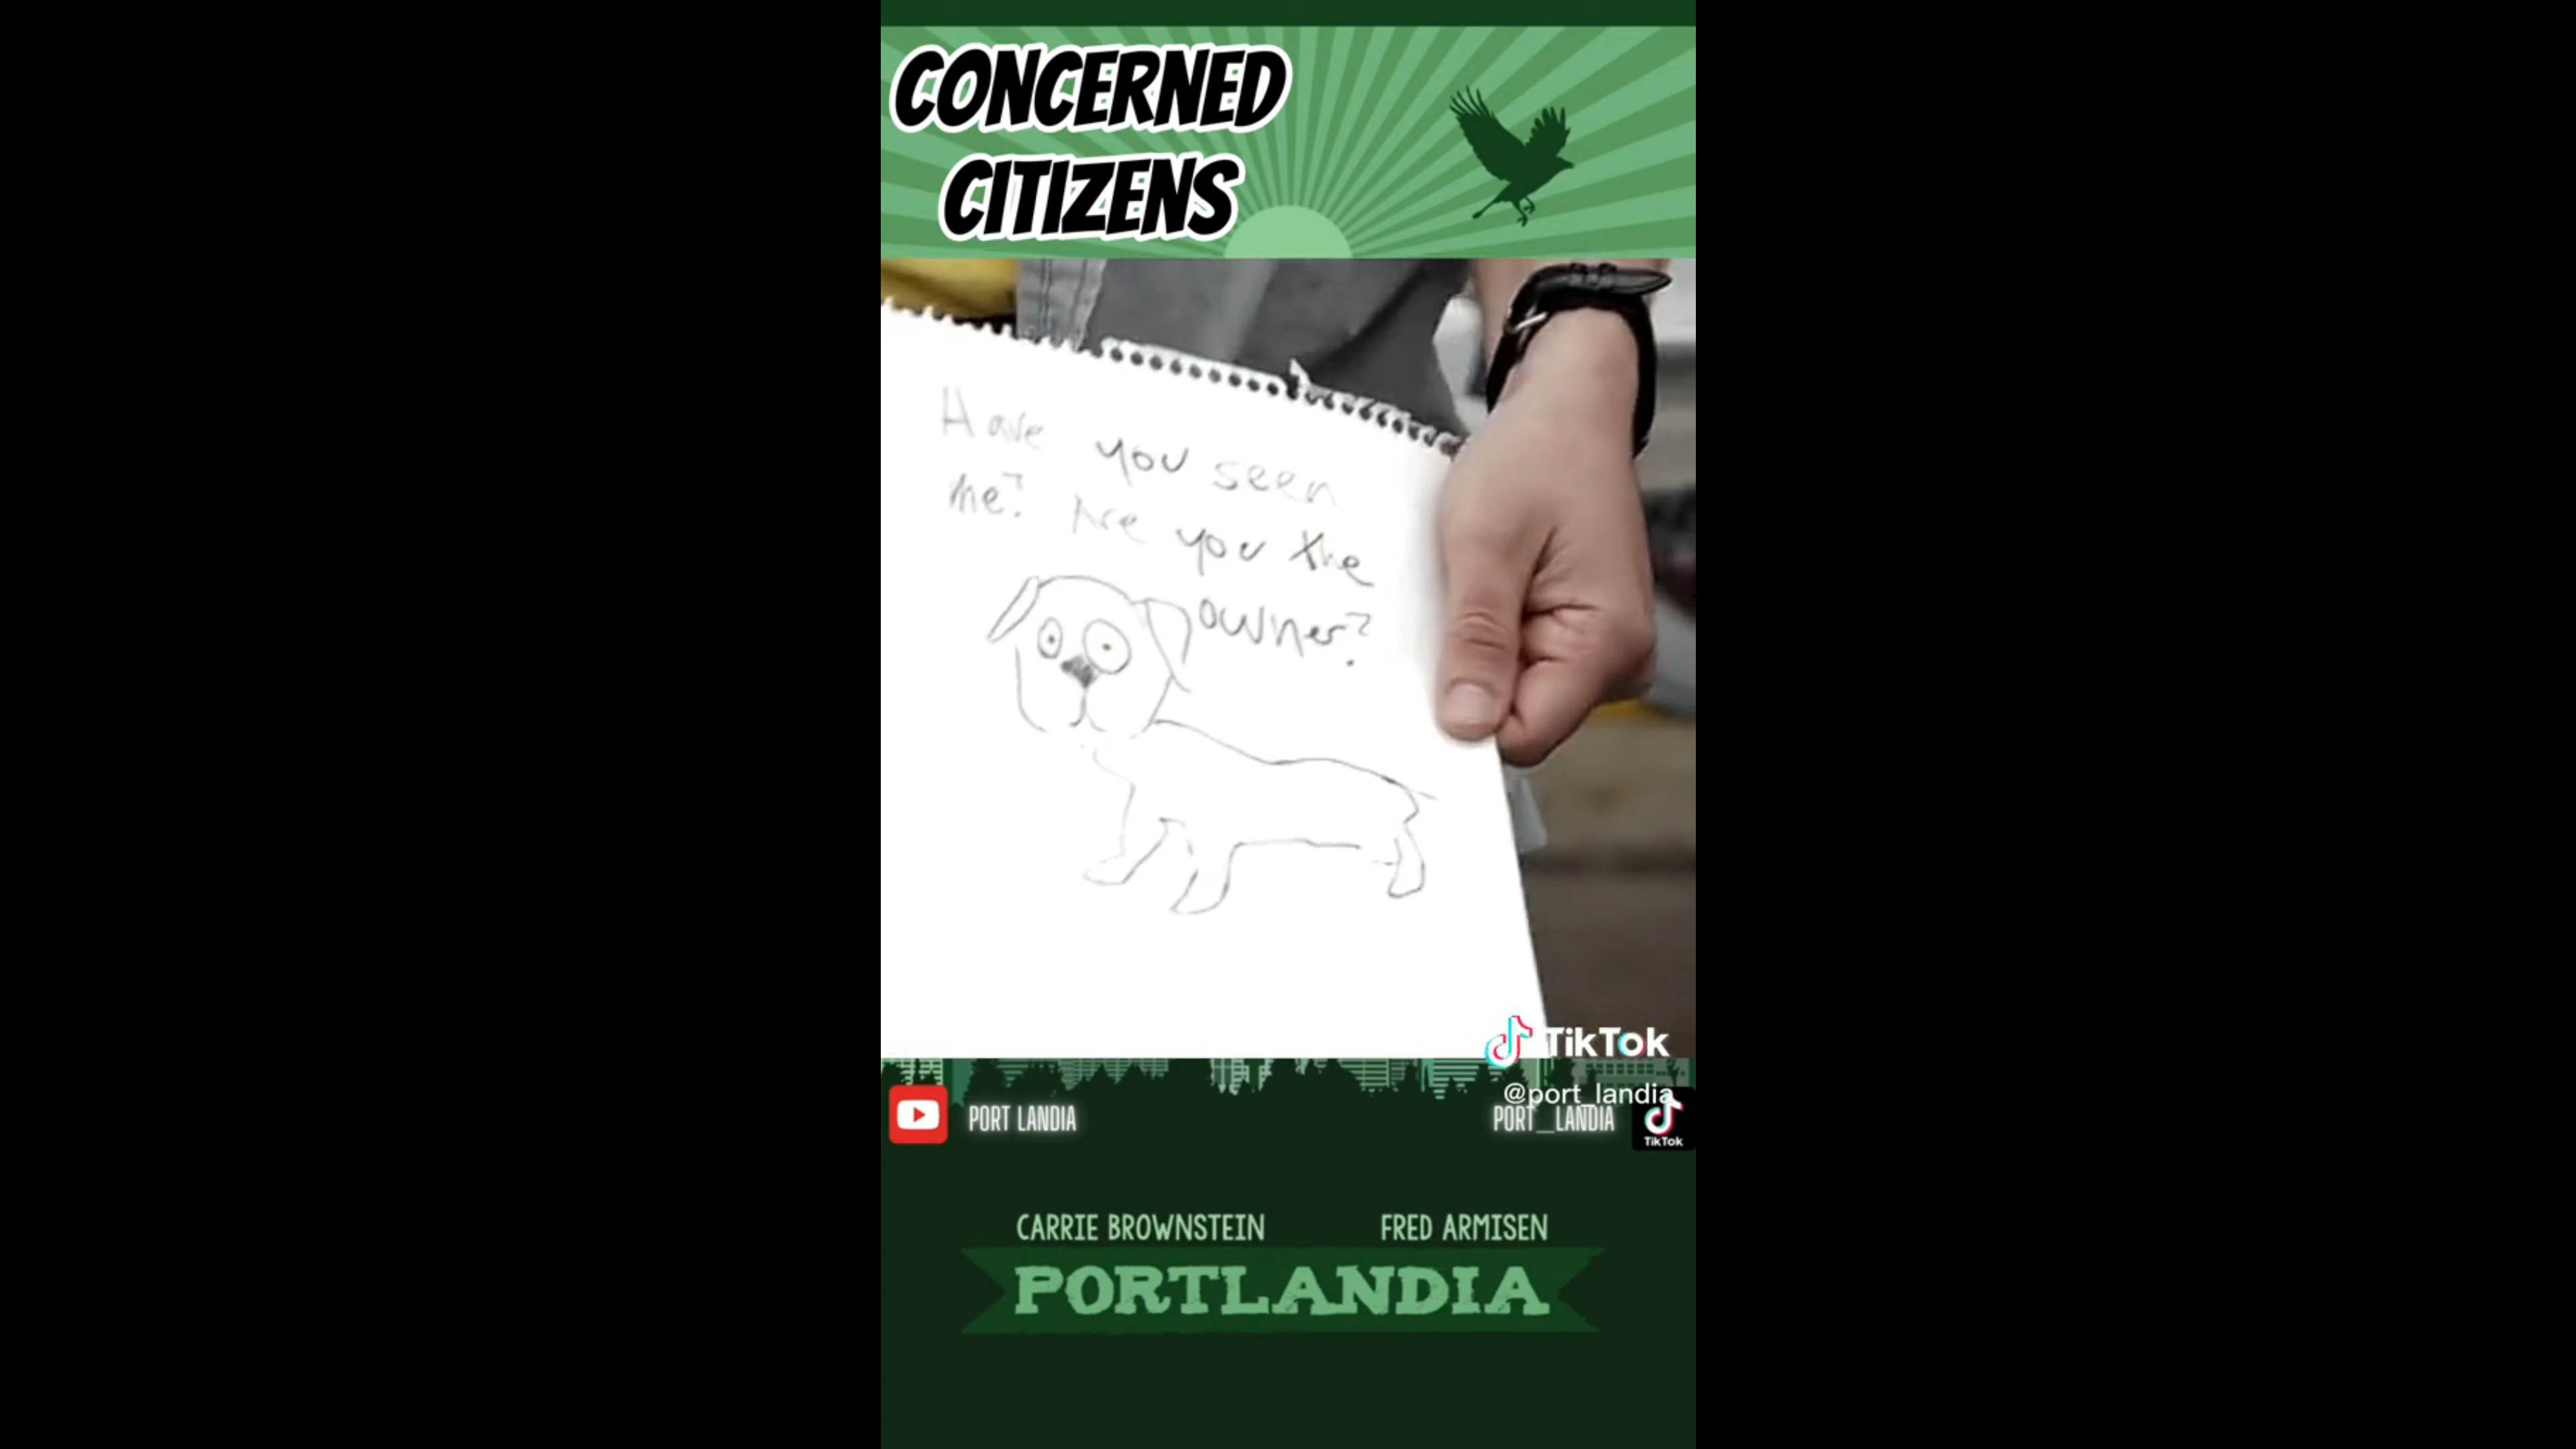 CONCERNED
CITIZENS
Have you seen
me? Are you the
owner?
TikTok
@port_landia
PORT LANDIA
PORT_LANDIA
TikTok
CARRIE BROWNSTEIN
FRED ARMISEN
PORTLANDIA